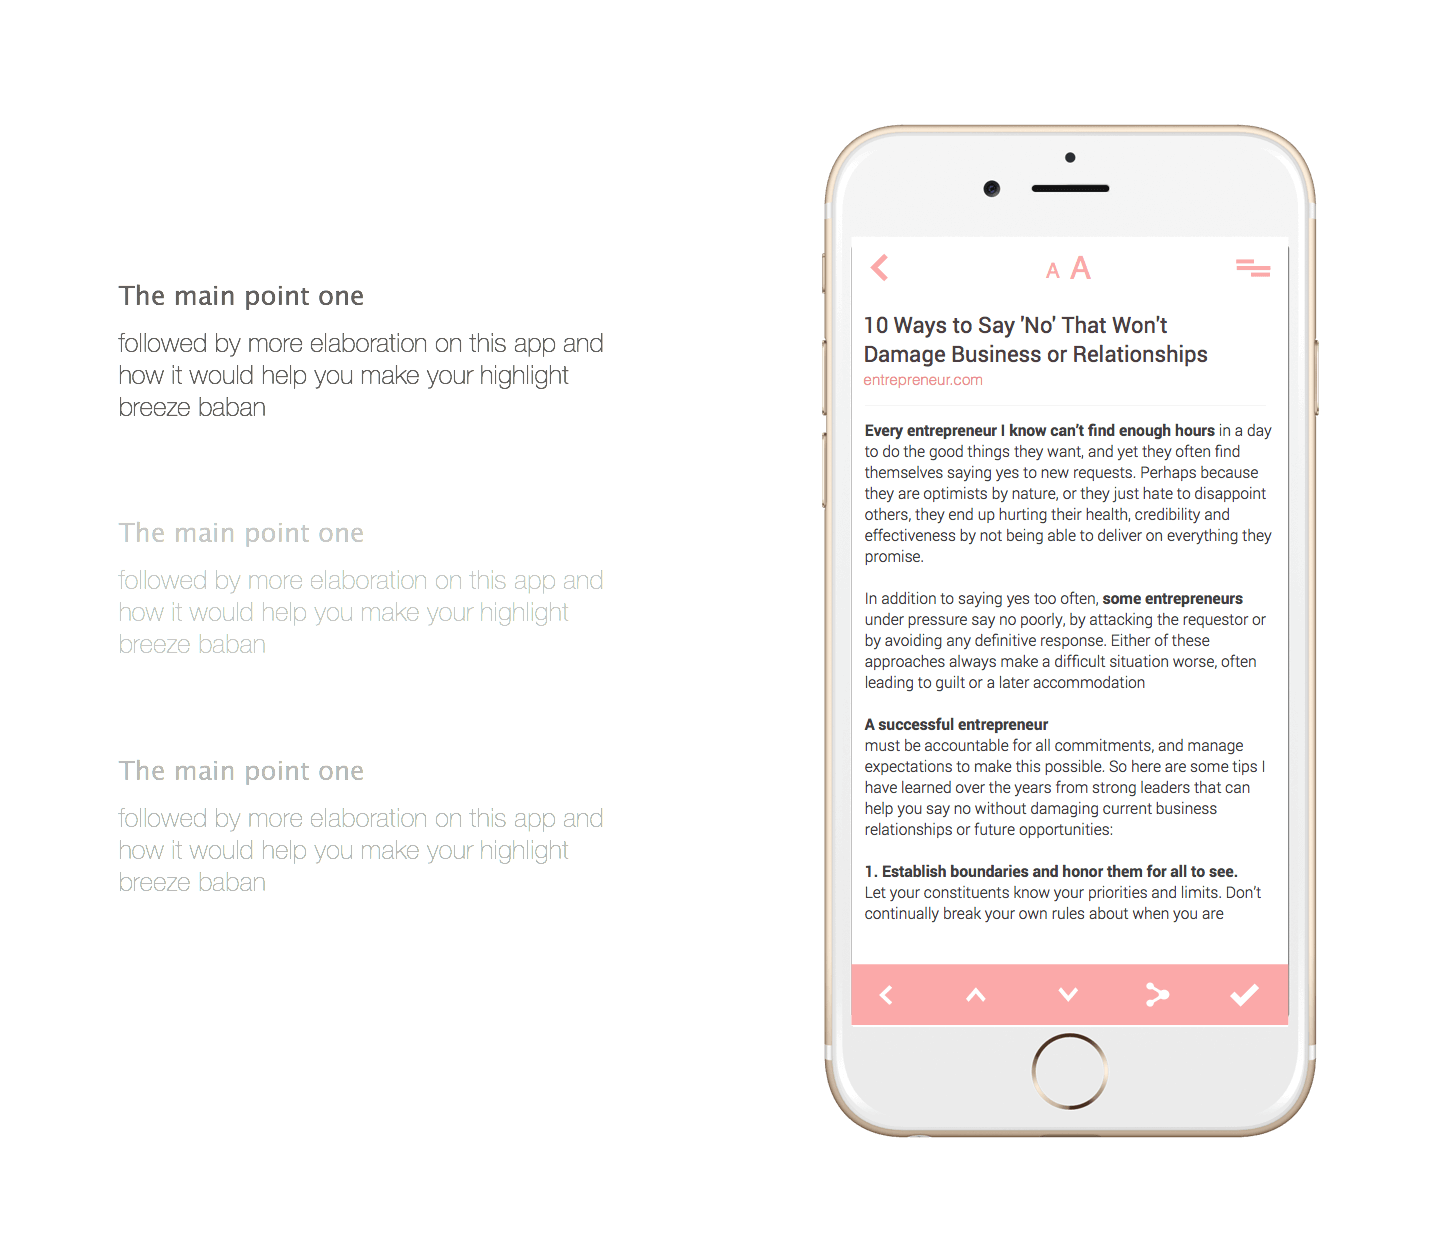 The main point one
followed by more elaboration on this app and
how it would help you make your highlight
breeze baban
The main point one
followed by more elaboration on this app and
how it would help you make your highlight
breeze baban
The main point one
followed by more elaboration on this app and
how it would help you make your highlight
breeze baban
A A
10 Ways to Say 'No' That Won't
Damage Business or Relationships
entrepreneur.com
Every entrepreneur I know can't find enough hours in a day
to do the good things they want, and yet they often find
themselves saying yes to new requests. Perhaps because
they are optimists by nature, or they just hate to disappoint
others, they end up hurting their health, credibility and
effectiveness by not being able to deliver on everything they
promise.
In addition to saying yes too often, some entrepreneurs
under pressure say no poorly, by attacking the requestor or
by avoiding any definitive response. Either of these
approaches always make a difficult situation worse, often
leading to guilt or a later accommodation
A successful entrepreneur
must be accountable for all commitments, and manage
expectations to make this possible. So here are some tips I
have learned over the years from strong leaders that can
help you say no without damaging current business
relationships or future opportunities:
1. Establish boundaries and honor them for all to see.
Let your constituents know your priorities and limits. Don't
continually break your own rules about when you are